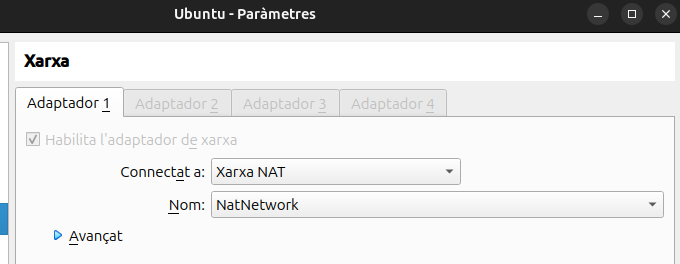 Ubuntu - Paràmetres
Xarxa
Adaptador 1 Adaptador 2 Adaptador 3 Adaptador 4
Habilita l'adaptador de xarxa
Connectat a: Xarxa NAT
Nom: NatNetwork
Avançat